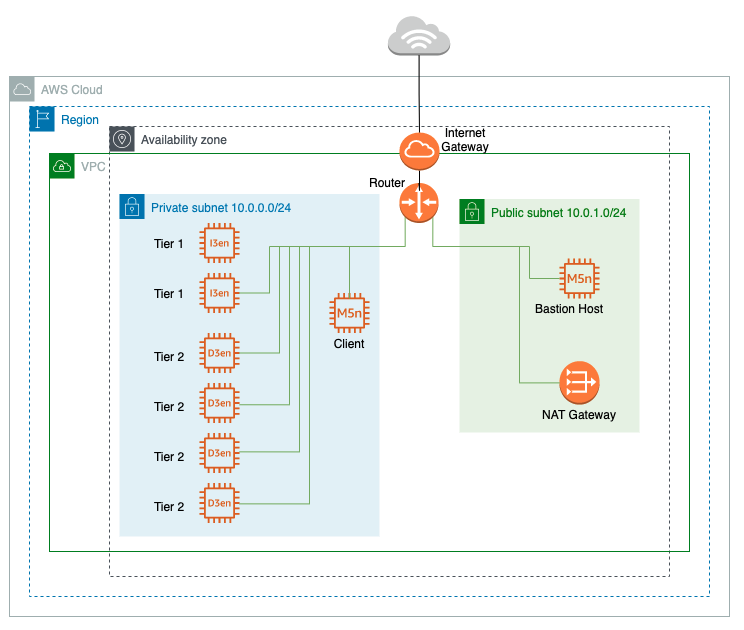 AWS Cloud
Region
Availability zone
Internet
Gateway
VPC
Router
Private subnet 10.0.0.0/24
Public subnet 10.0.1.0/24
Tier 1
I3en
Tier 1
I3en
M5n
Client
M5n
Bastion Host
Tier 2
D3en
Tier 2
D3en
NAT Gateway
Tier 2
D3en
Tier 2
D3en